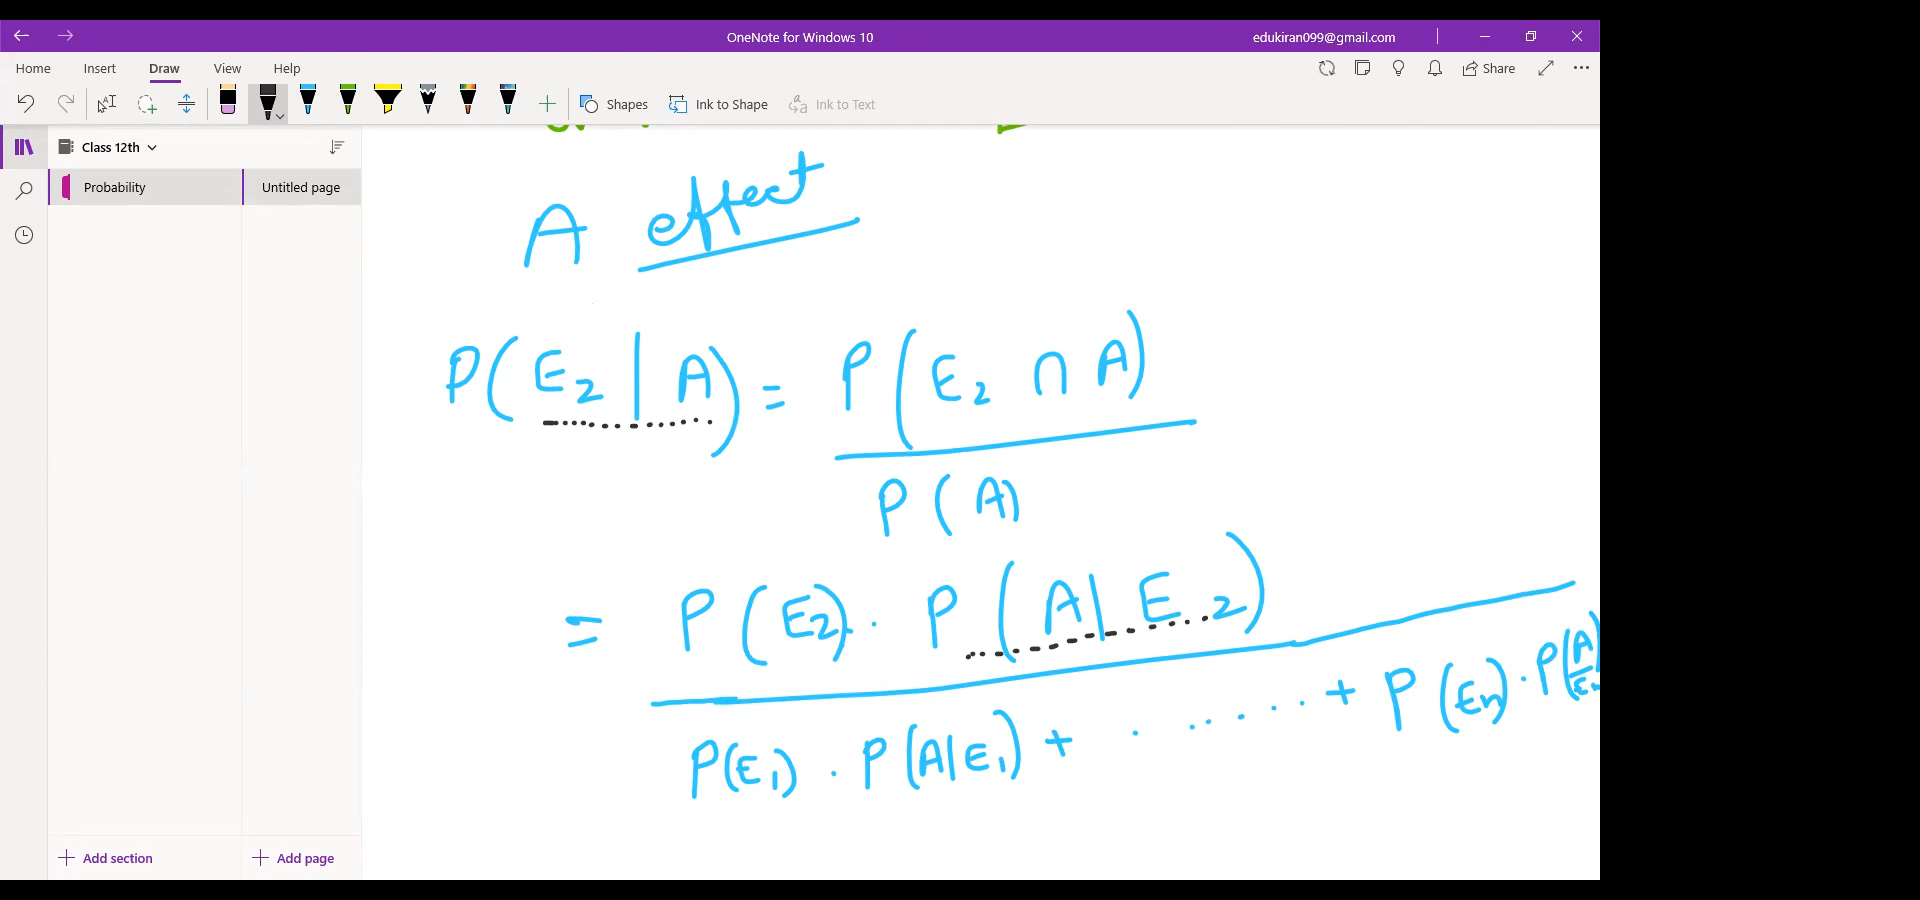 OneNote for Windows 10
edukiran099@gmail.com
Home Insert Draw View Help
Share
Shapes Ink to Shape Ink to Text
Class 12th
Probability
Untitled page
A effect
P(E₂ | A) = P(E₂ ∩ A)
P(A)
= P(E₂) · P(A | E₂)
P(E₁) · P(A|E₁) + ....... + P(Eₙ) · P(A/Eₙ)
Add section Add page